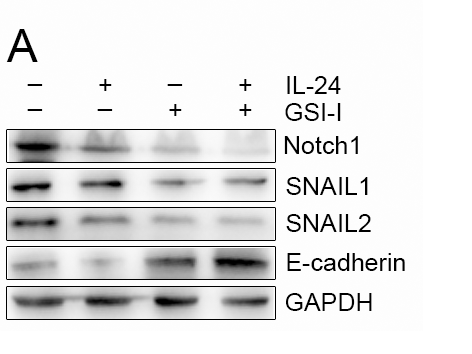 A
– + – + IL-24
– – + + GSI-I
Notch1
SNAIL1
SNAIL2
E-cadherin
GAPDH